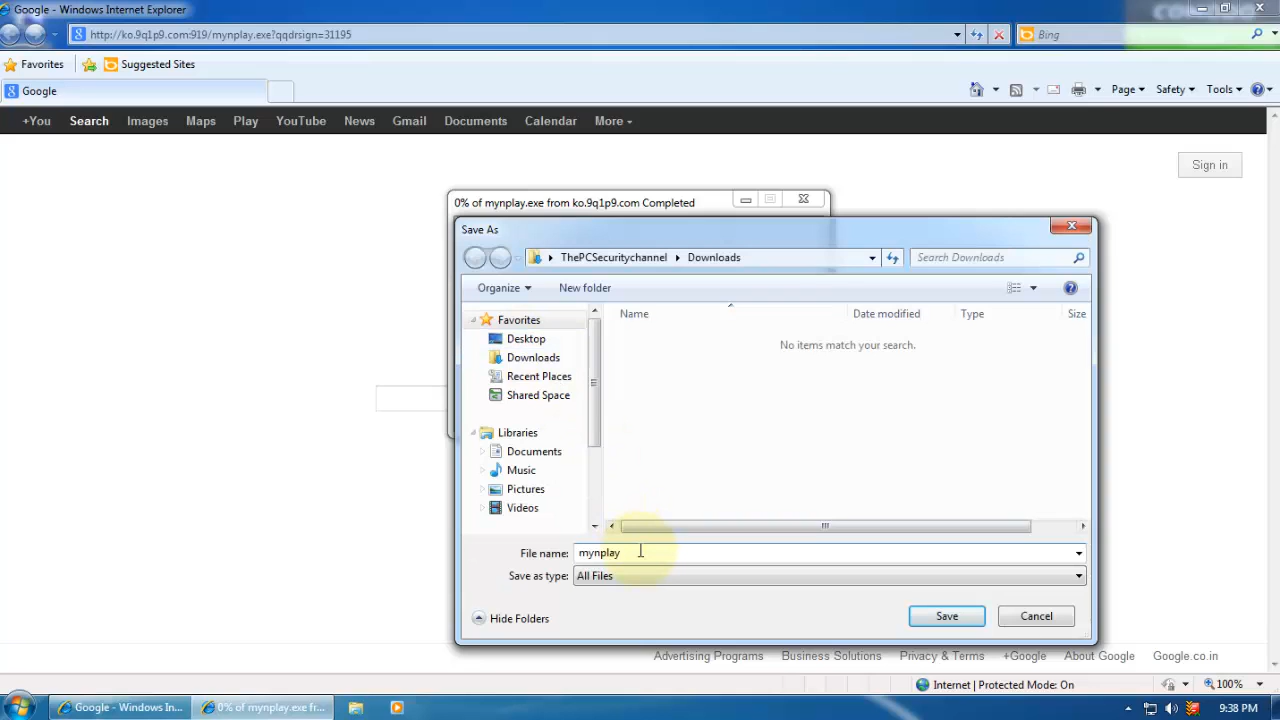 Google - Windows Internet Explorer
http://ko.9q1p9.com:919/mynplay.exe?qqdrsign=31195
Bing
Favorites Suggested Sites
Google
Page Safety Tools
+You Search Images Maps Play YouTube News Gmail Documents Calendar More
Sign in
0% of mynplay.exe from ko.9q1p9.com Completed
Save As
ThePCSecuritychannel Downloads
Search Downloads
Organize New folder
Name Date modified Type Size
No items match your search.
Favorites
Desktop
Downloads
Recent Places
Shared Space
Libraries
Documents
Music
Pictures
Videos
File name: mynplay
Save as type: All Files
Hide Folders
Save Cancel
Advertising Programs Business Solutions Privacy & Terms +Google About Google Google.co.in
Internet | Protected Mode: On
100%
Google - Windows In...
0% of mynplay.exe fr...
9:38 PM